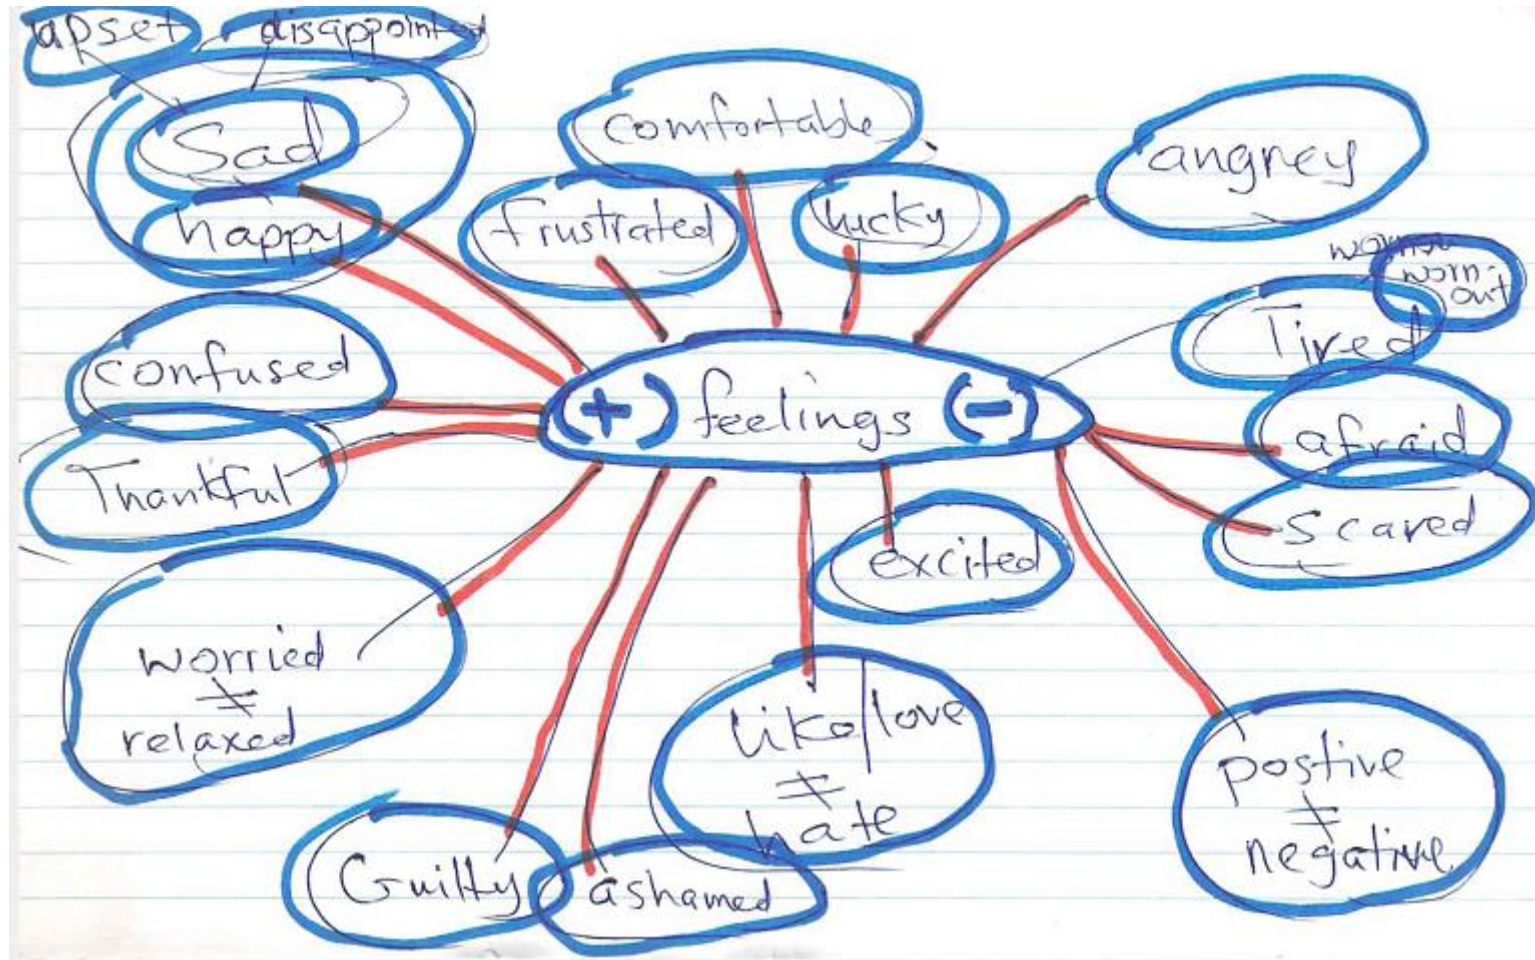 upset
disappointed
Sad
happy
comfortable
frustrated
lucky
angrey
worn-
out
Tired
confused
(+) feelings (-)
afraid
Thankful
scared
excited
worried
≠
relaxed
like/love
≠
hate
postive
≠
negative
Guilty
ashamed